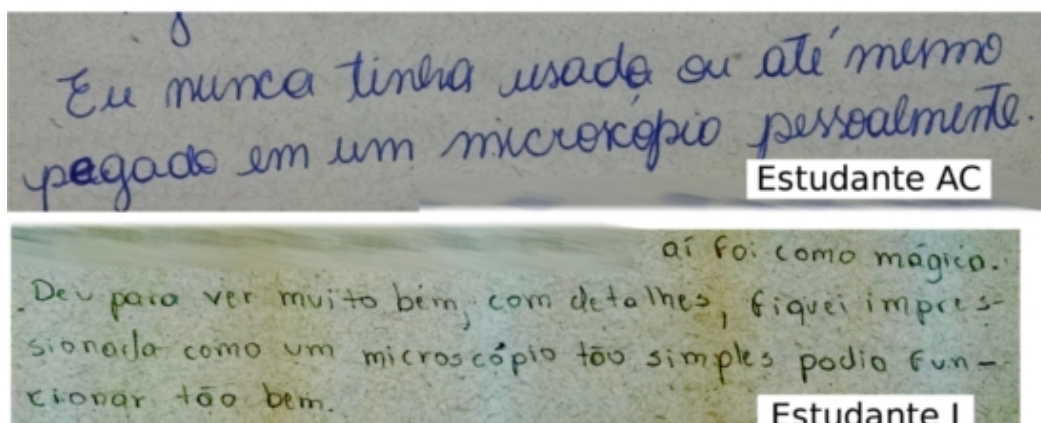 Eu nunca tinha usado ou até mesmo
pegado em um microscópio pessoalmente.
Estudante AC
aí foi como mágica.
Deu para ver muito bem, com detalhes, fiquei impres-
sionada como um microscópio tão simples podia fun-
cionar tão bem.
Estudante